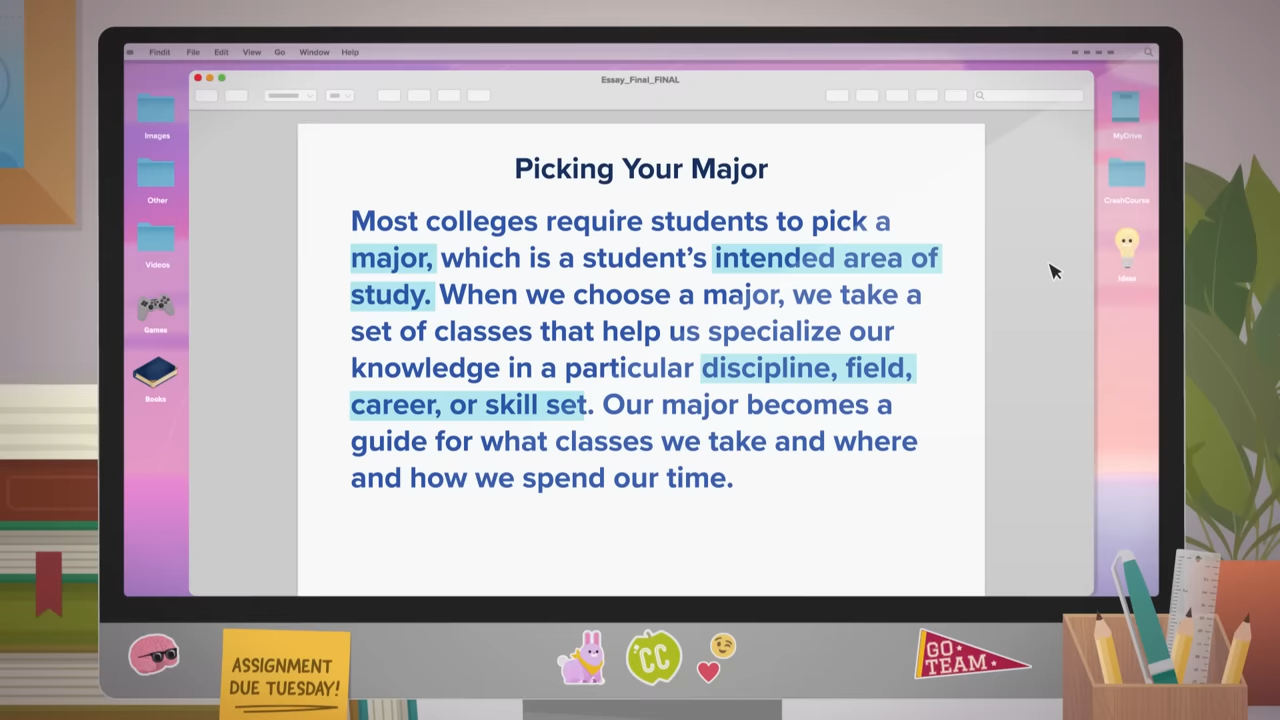 Findit File Edit View Go Window Help
Essay_Final_FINAL
Images
Other
Videos
Games
Books
MyDrive
CrashCourse
Ideas
Picking Your Major
Most colleges require students to pick a
major, which is a student’s intended area of
study. When we choose a major, we take a
set of classes that help us specialize our
knowledge in a particular discipline, field,
career, or skill set. Our major becomes a
guide for what classes we take and where
and how we spend our time.
ASSIGNMENT
DUE TUESDAY!
CC
GO
TEAM